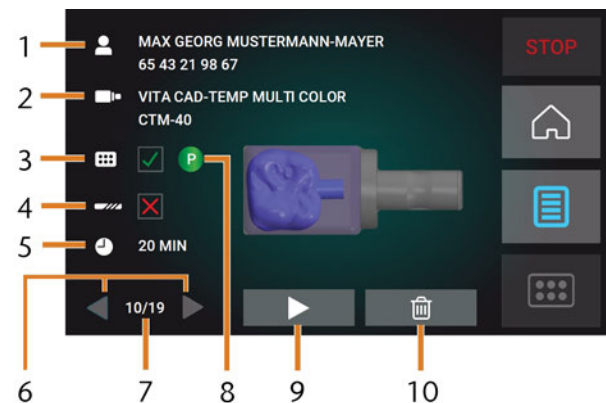 1
MAX GEORG MUSTERMANN-MAYER
65 43 21 98 67
STOP
2
VITA CAD-TEMP MULTI COLOR
CTM-40
3
P
4
5
20 MIN
10/19
6
7
8
9
10